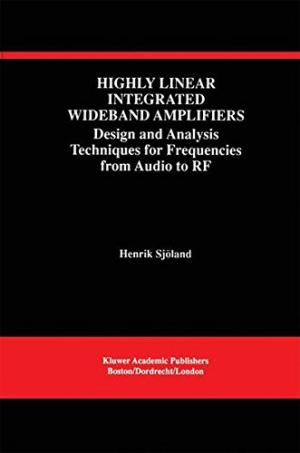 HIGHLY LINEAR
INTEGRATED
WIDEBAND AMPLIFIERS
Design and Analysis
Techniques for Frequencies
from Audio to RF
Henrik Sjöland
Kluwer Academic Publishers
Boston/Dordrecht/London